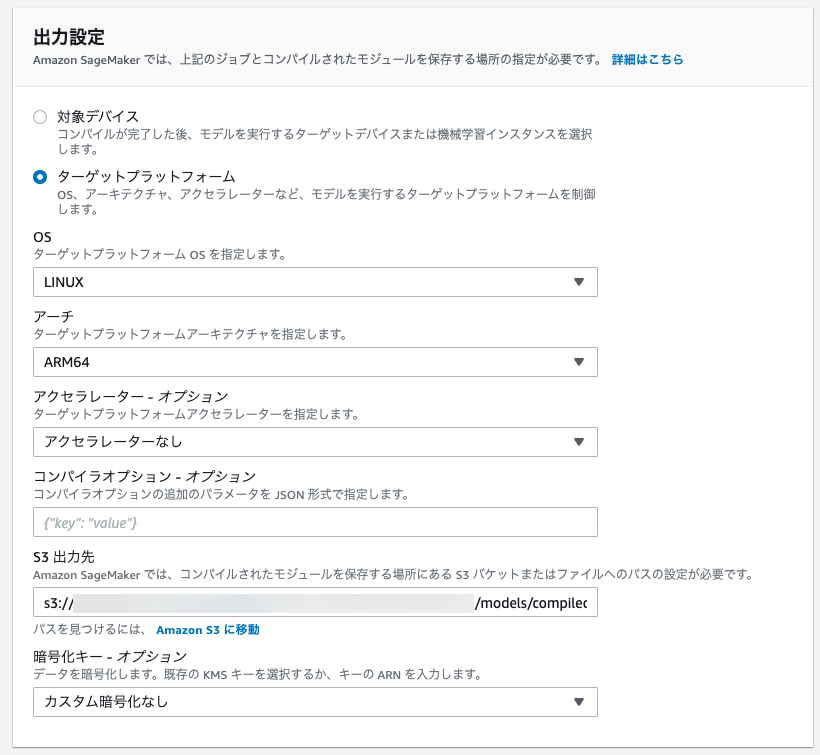 出力設定
Amazon SageMaker では、上記のジョブとコンパイルされたモジュールを保存する場所の指定が必要です。 詳細はこちら
対象デバイス
コンパイルが完了した後、モデルを実行するターゲットデバイスまたは機械学習インスタンスを選択
します。
ターゲットプラットフォーム
OS、アーキテクチャ、アクセラレーターなど、モデルを実行するターゲットプラットフォームを制御
します。
OS
ターゲットプラットフォーム OS を指定します。
LINUX
アーチ
ターゲットプラットフォームアーキテクチャを指定します。
ARM64
アクセラレーター - オプション
ターゲットプラットフォームアクセラレーターを指定します。
アクセラレーターなし
コンパイラオプション - オプション
コンパイラオプションの追加のパラメータを JSON 形式で指定します。
{"key": "value"}
S3 出力先
Amazon SageMaker では、コンパイルされたモジュールを保存する場所にある S3 バケットまたはファイルへのパスの設定が必要です。
s3:// /models/compiled
パスを見つけるには、 Amazon S3 に移動
暗号化キー - オプション
データを暗号化します。既存の KMS キーを選択するか、キーの ARN を入力します。
カスタム暗号化なし